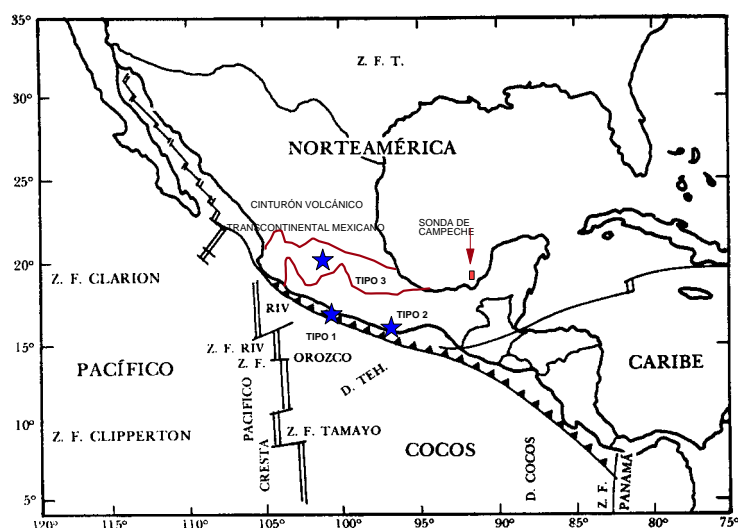 35°
Z. F. T.
30°
NORTEAMÉRICA
25°
CINTURÓN VOLCÁNICO
TRANSCONTINENTAL MEXICANO
SONDA DE
CAMPECHE
20°
Z. F. CLARION
TIPO 3
RIV
TIPO 2
TIPO 1
15°
Z. F. RIV
Z. F. OROZCO
PACÍFICO
D. TEH.
CARIBE
10°
PACIFICO
CRESTA
Z. F. TAMAYO
Z. F. CLIPPERTON
COCOS
D. COCOS
Z. F.
PANAMÁ
5°
120° 115° 110° 105° 100° 95° 90° 85° 80° 75°